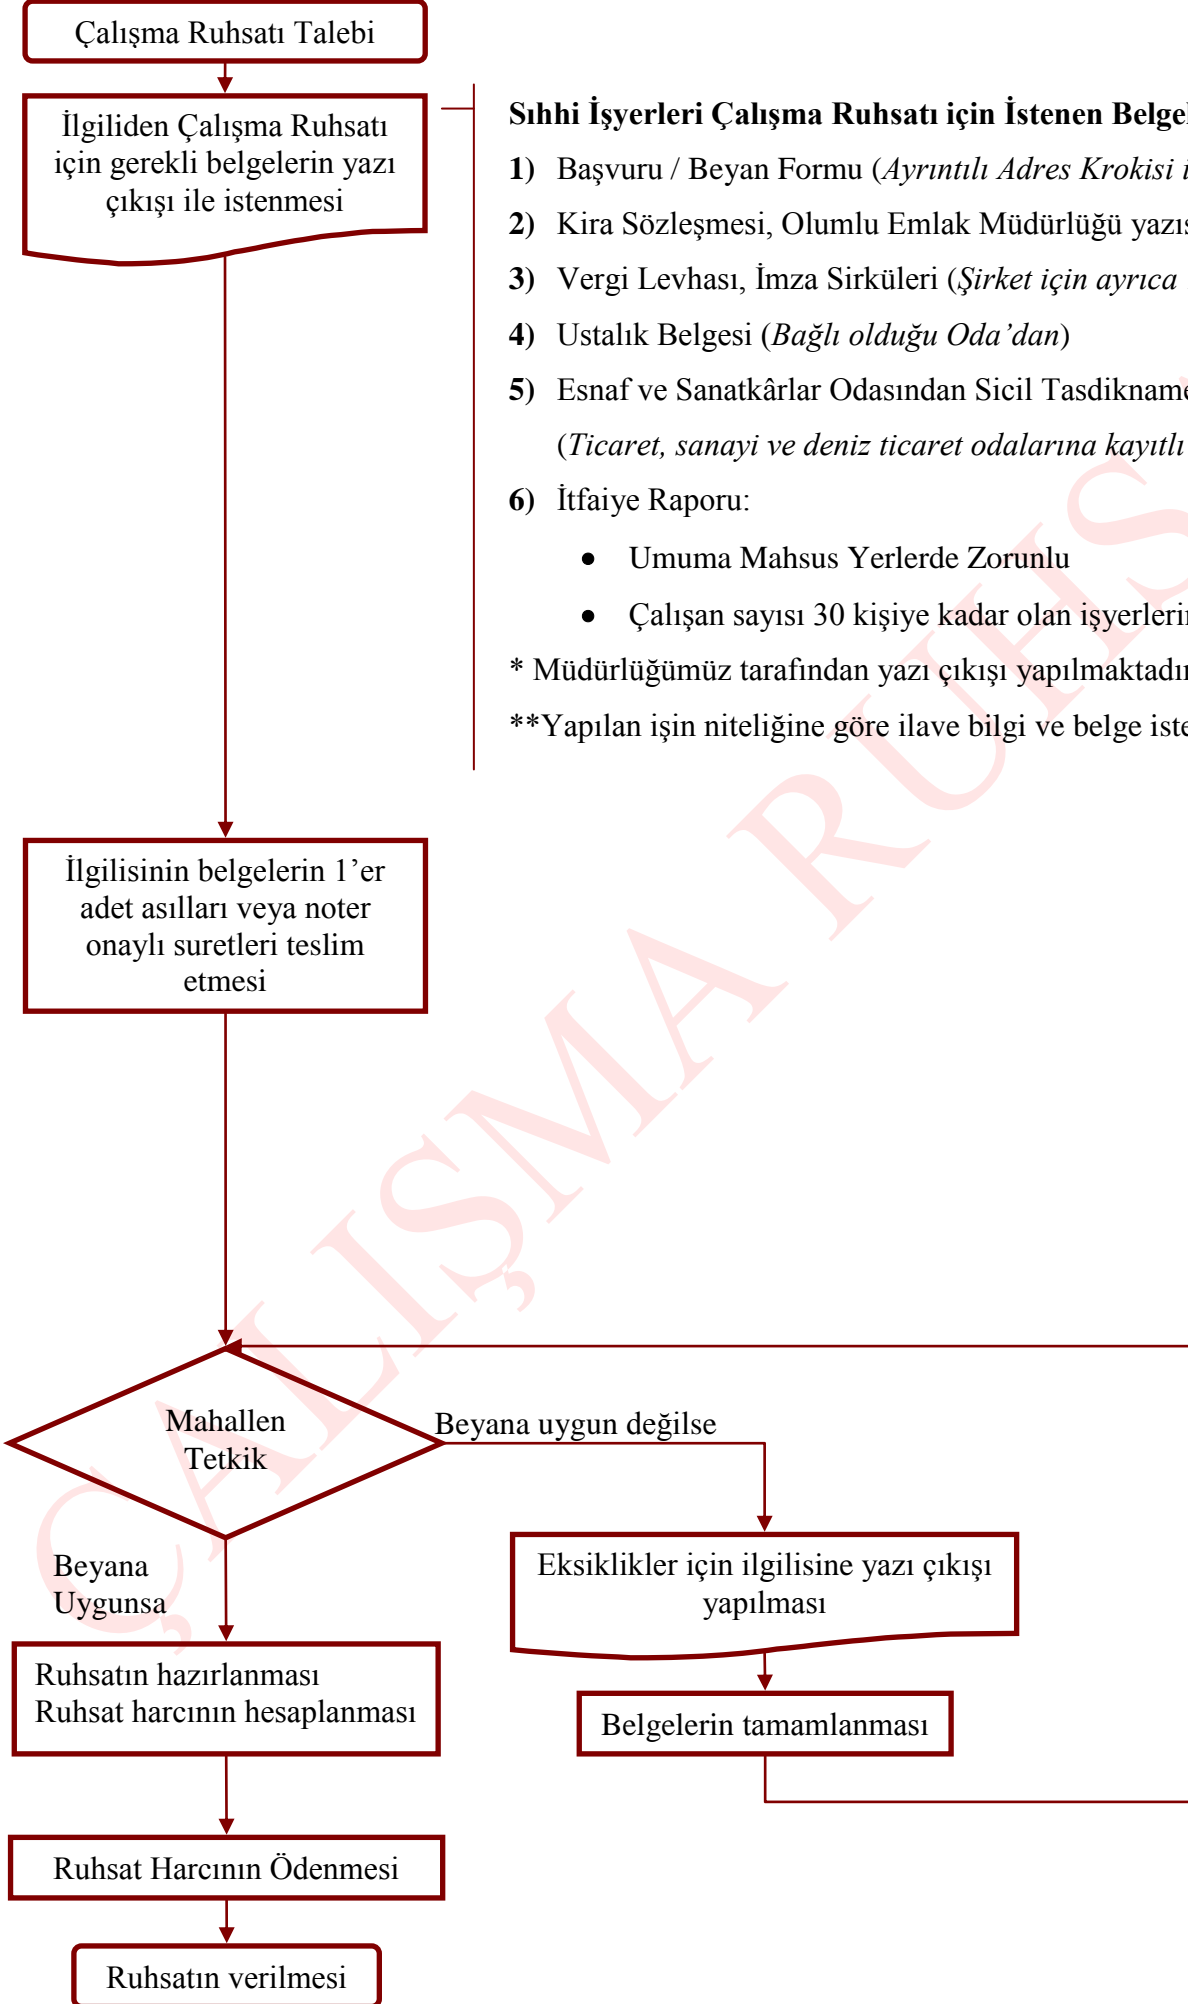 Çalışma Ruhsatı Talebi
İlgiliden Çalışma Ruhsatı
için gerekli belgelerin yazı
çıkışı ile istenmesi
Sıhhi İşyerleri Çalışma Ruhsatı için İstenen
1) Başvuru / Beyan Formu (Ayrıntılı Adres Krokisi
2) Kira Sözleşmesi, Olumlu Emlak Müdürlüğü
3) Vergi Levhası, İmza Sirküleri (Şirket için ayrıca
4) Ustalık Belgesi (Bağlı olduğu Oda’dan)
5) Esnaf ve Sanatkârlar Odasından Sicil
(Ticaret, sanayi ve deniz ticaret odalarına kayıtlı
6) İtfaiye Raporu:
• Umuma Mahsus Yerlerde Zorunlu
• Çalışan sayısı 30 kişiye kadar olan
* Müdürlüğümüz tarafından yazı çıkışı
**Yapılan işin niteliğine göre ilave bilgi ve belge
İlgilisinin belgelerin 1’er
adet asılları veya noter
onaylı suretleri teslim
etmesi
Mahallen
Tetkik
Beyana uygun değilse
Beyana
Uygunsa
Eksiklikler için ilgilisine yazı çıkışı
yapılması
Ruhsatın hazırlanması
Ruhsat harcının hesaplanması
Belgelerin tamamlanması
Ruhsat Harcının Ödenmesi
Ruhsatın verilmesi
ÇALIŞMA RUHS